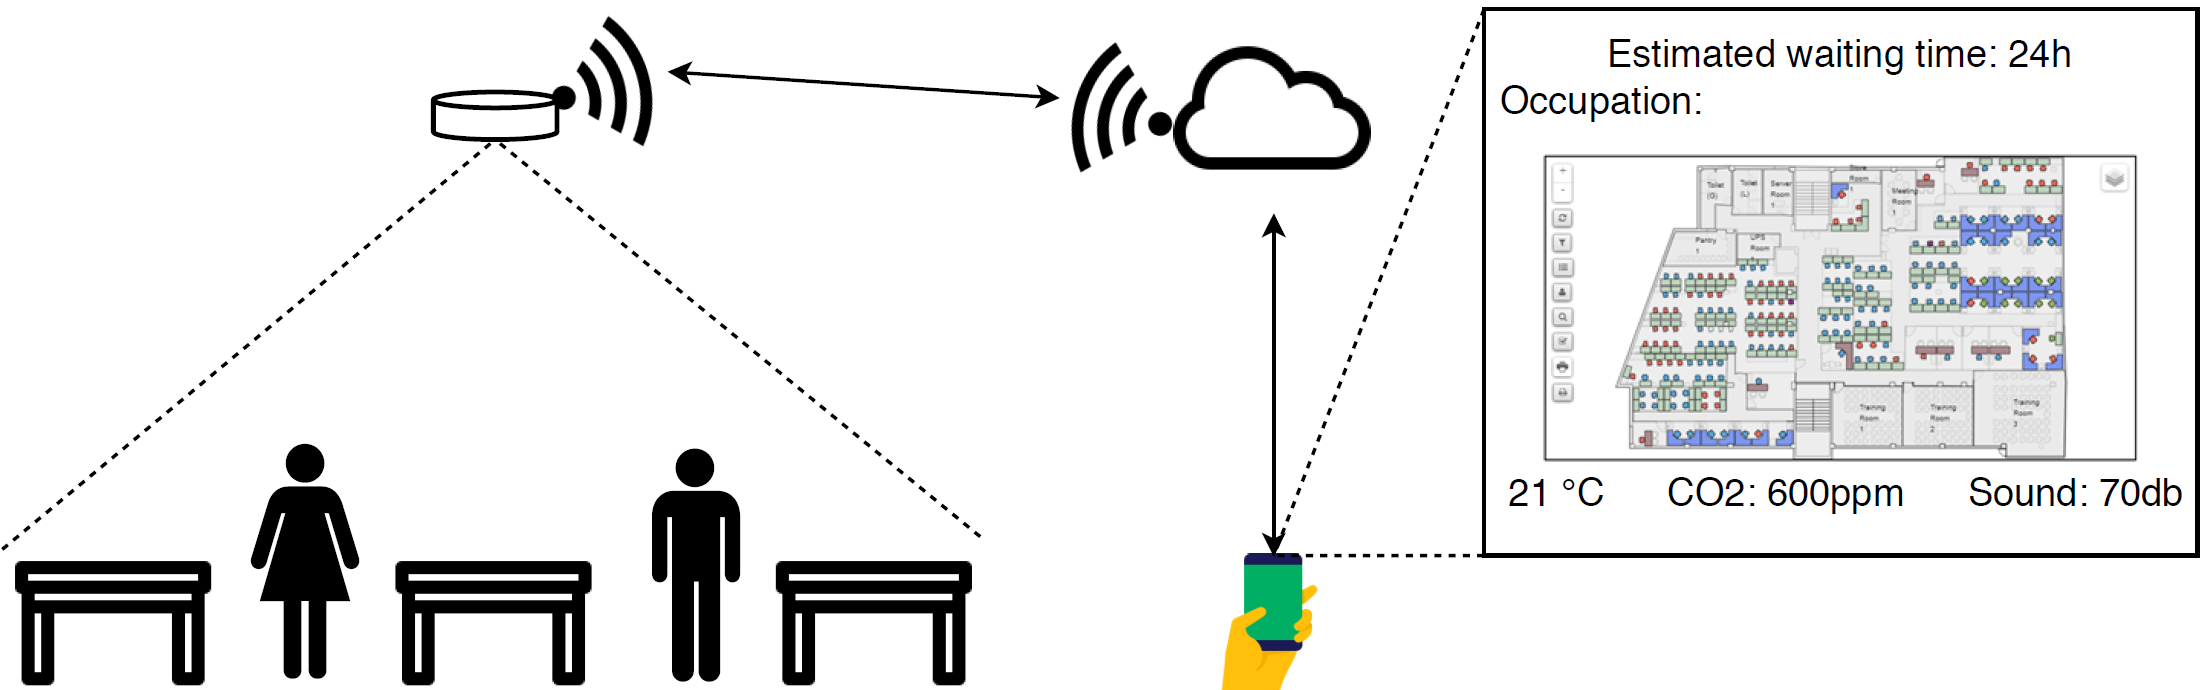 Estimated waiting time: 24h
Occupation:
Store
Room
1
Toilet
(G)
Toilet
(L)
Server
Room
1
Meeting
Room
1
Pantry
1
UPS
Room
Training
Room
1
Training
Room
2
Training
Room
3
21 °C CO2: 600ppm Sound: 70db